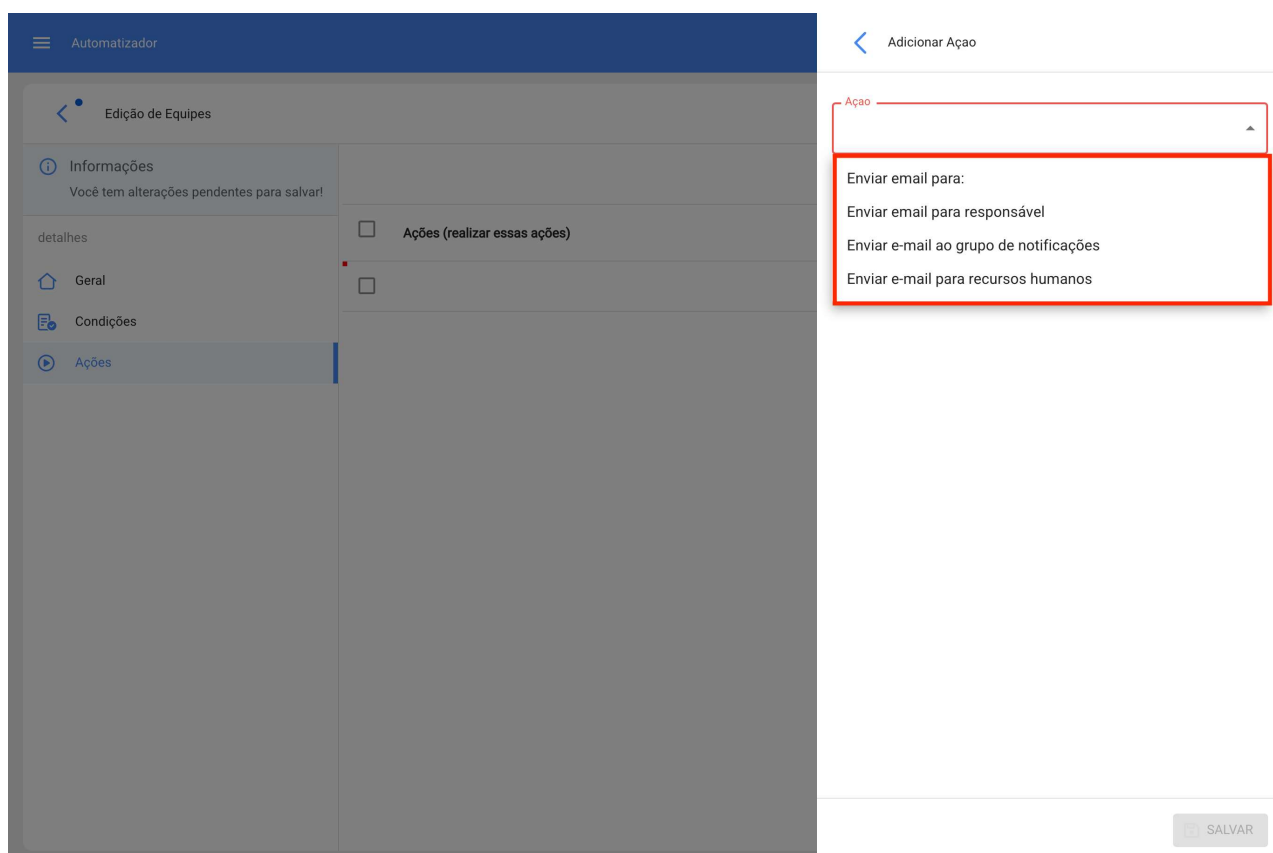 Automatizador
Edição de Equipes
Informações
Você tem alterações pendentes para salvar!
detalhes
Geral
Condições
Ações
Ações (realizar essas ações)
Adicionar Açao
Açao
Enviar email para:
Enviar email para responsável
Enviar e-mail ao grupo de notificações
Enviar e-mail para recursos humanos
SALVAR